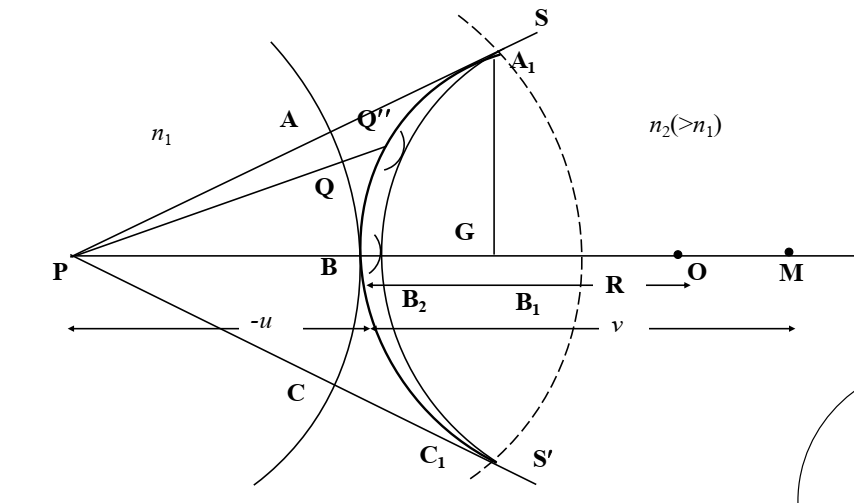 S
A₁
A
Q′′
n₁
n₂(>n₁)
Q
G
P
B
O
M
B₂
B₁
R
-u
v
C
C₁
S′